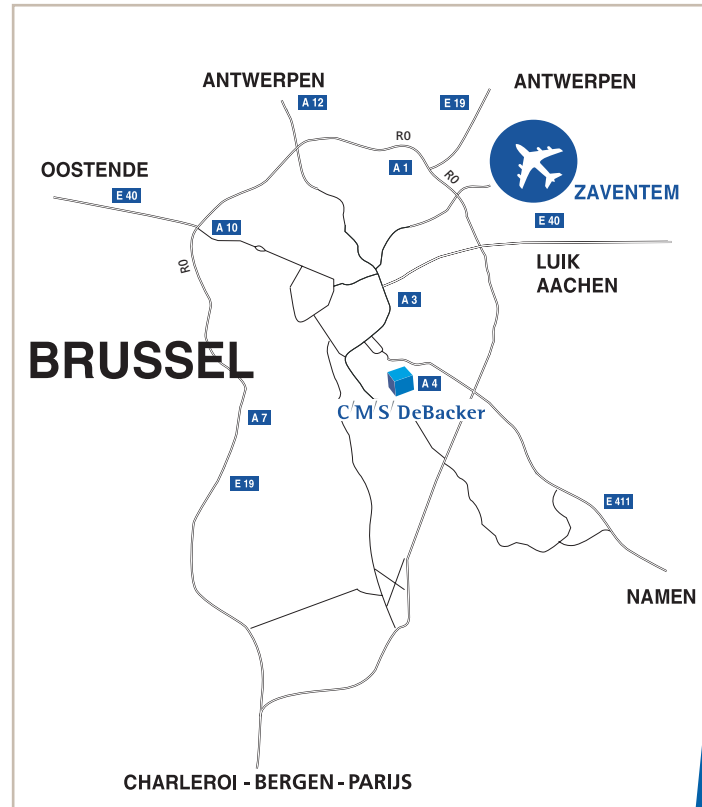 ANTWERPEN
ANTWERPEN
A 12
E 19
R0
A 1
R0
OOSTENDE
E 40
ZAVENTEM
A 10
E 40
R0
LUIK
AACHEN
A 3
BRUSSEL
A 4
C/M/S/ DeBacker
A 7
E 19
E 411
NAMEN
CHARLEROI - BERGEN - PARIJS